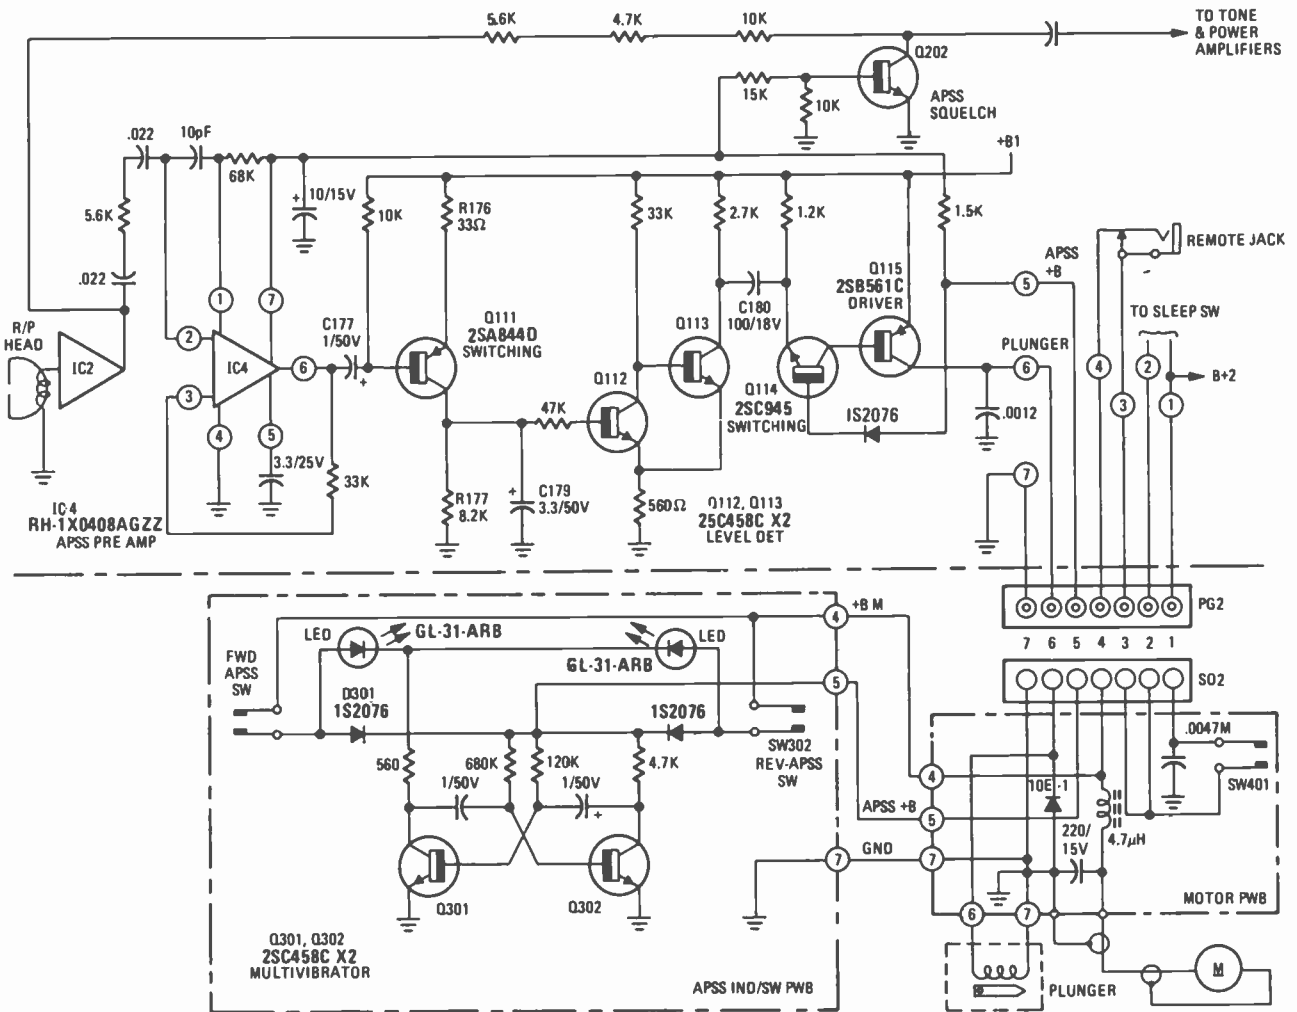 5.6K
4.7K
10K
TO TONE
& POWER
AMPLIFIERS
Q202
15K
10K
APSS
SQUELCH
.022
10pF
68K
+B1
10/15V
5.6K
10K
R176
33Ω
33K
2.7K
1.2K
1.5K
REMOTE JACK
APSS
+B
.022
1
7
Q115
2SB561C
DRIVER
5
C180
100/18V
TO SLEEP SW
R/P
HEAD
2
C177
1/50V
Q111
2SA844D
SWITCHING
Q113
PLUNGER
IC2
IC4
6
6
4
2
B+2
3
Q112
Q114
2SC945
SWITCHING
1S2076
.0012
3
1
4
5
47K
3.3/25V
33K
R177
8.2K
C179
3.3/50V
560Ω
Q112, Q113
25C458C X2
LEVEL DET
7
IC4
RH-1X0408AGZZ
APSS PRE AMP
+B M
4
PG2
LED
GL-31-ARB
LED
GL-31-ARB
7 6 5 4 3 2 1
FWD
APSS
SW
5
SO2
D301
1S2076
1S2076
SW302
REV-APSS
SW
.0047M
560
680K
120K
4.7K
4
10E-1
SW401
1/50V
1/50V
+
APSS +B
5
220/
15V
4.7µH
7
GND
7
MOTOR PWB
Q301
Q302
6
7
Q301, Q302
2SC458C X2
MULTIVIBRATOR
APSS IND/SW PWB
PLUNGER
M